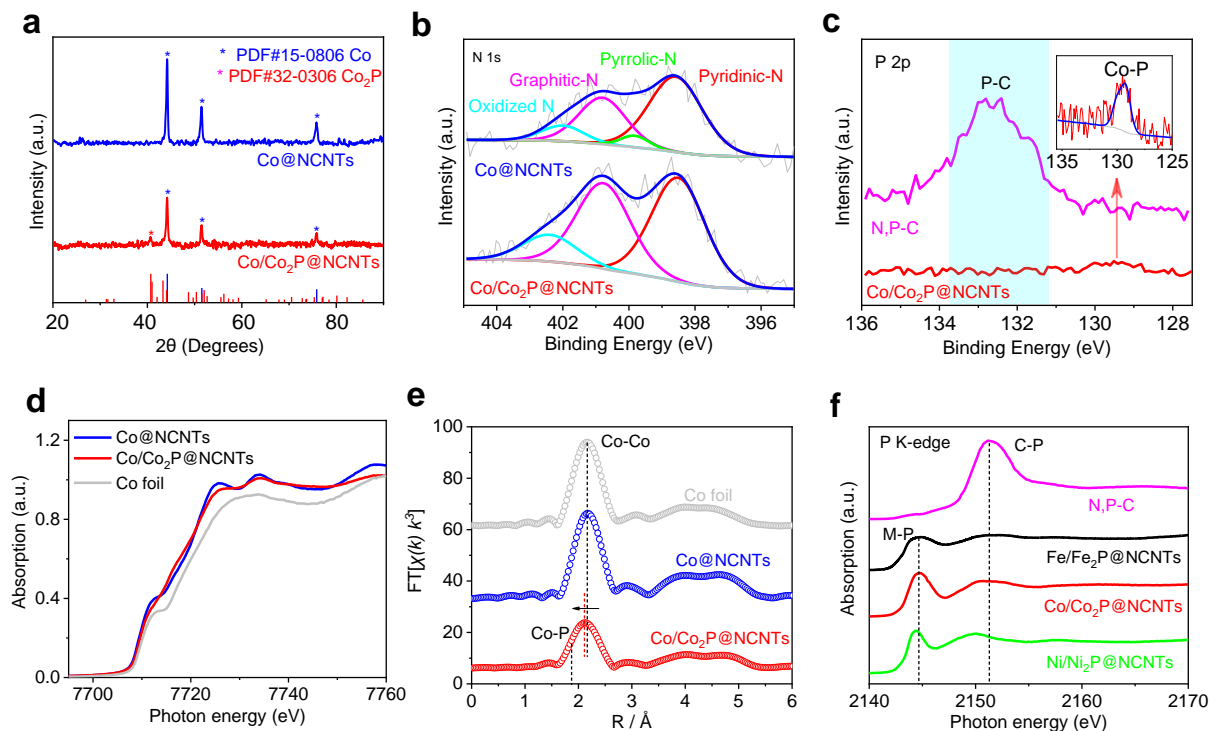 a
* PDF#15-0806 Co
* PDF#32-0306 Co₂P
Co@NCNTs
Co/Co₂P@NCNTs
Intensity (a.u.)
20 40 60 80
2θ (Degrees)
b
N 1s
Pyrrolic-N
Graphitic-N
Pyridinic-N
Oxidized N
Co@NCNTs
Co/Co₂P@NCNTs
Intensity (a.u.)
404 402 400 398 396
Binding Energy (eV)
c
P 2p
P-C
Co-P
135 130 125
N,P-C
Co/Co₂P@NCNTs
Intensity (a.u.)
136 134 132 130 128
Binding Energy (eV)
d
Co@NCNTs
Co/Co₂P@NCNTs
Co foil
1.2
0.8
0.4
0.0
Absorption (a.u.)
7700 7720 7740 7760
Photon energy (eV)
e
Co-Co
Co foil
Co@NCNTs
Co-P
Co/Co₂P@NCNTs
100
80
60
40
20
0
FT[χ(k) k³]
0 1 2 3 4 5 6
R / Å
f
P K-edge
C-P
N,P-C
M-P
Fe/Fe₂P@NCNTs
Co/Co₂P@NCNTs
Ni/Ni₂P@NCNTs
Absorption (a.u.)
2140 2150 2160 2170
Photon energy (eV)